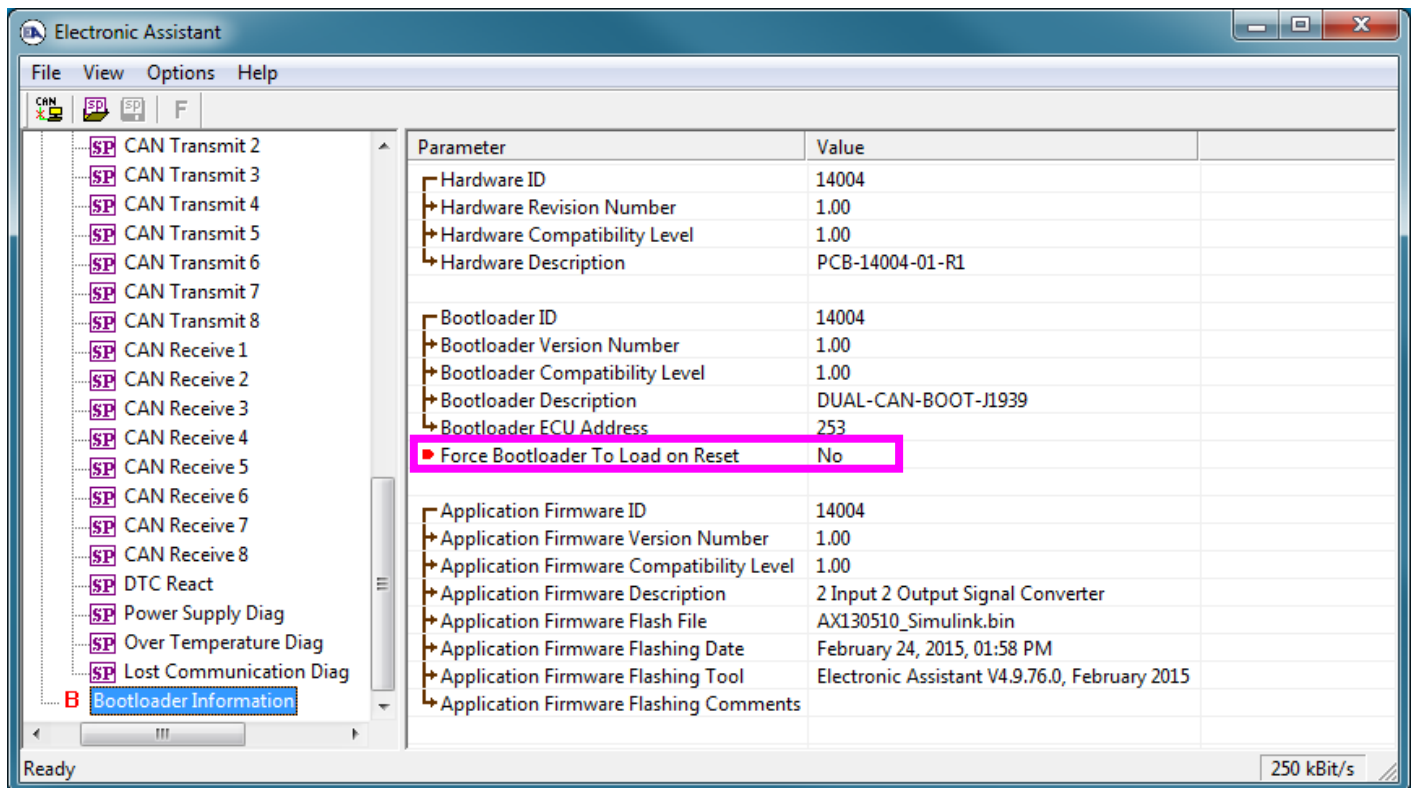 Electronic Assistant
File View Options Help
CAN SP SP F
SP CAN Transmit 2
SP CAN Transmit 3
SP CAN Transmit 4
SP CAN Transmit 5
SP CAN Transmit 6
SP CAN Transmit 7
SP CAN Transmit 8
SP CAN Receive 1
SP CAN Receive 2
SP CAN Receive 3
SP CAN Receive 4
SP CAN Receive 5
SP CAN Receive 6
SP CAN Receive 7
SP CAN Receive 8
SP DTC React
SP Power Supply Diag
SP Over Temperature Diag
SP Lost Communication Diag
B Bootloader Information
Parameter Value
Hardware ID 14004
Hardware Revision Number 1.00
Hardware Compatibility Level 1.00
Hardware Description PCB-14004-01-R1
Bootloader ID 14004
Bootloader Version Number 1.00
Bootloader Compatibility Level 1.00
Bootloader Description DUAL-CAN-BOOT-J1939
Bootloader ECU Address 253
Force Bootloader To Load on Reset No
Application Firmware ID 14004
Application Firmware Version Number 1.00
Application Firmware Compatibility Level 1.00
Application Firmware Description 2 Input 2 Output Signal Converter
Application Firmware Flash File AX130510_Simulink.bin
Application Firmware Flashing Date February 24, 2015, 01:58 PM
Application Firmware Flashing Tool Electronic Assistant V4.9.76.0, February 2015
Application Firmware Flashing Comments
Ready 250 kBit/s